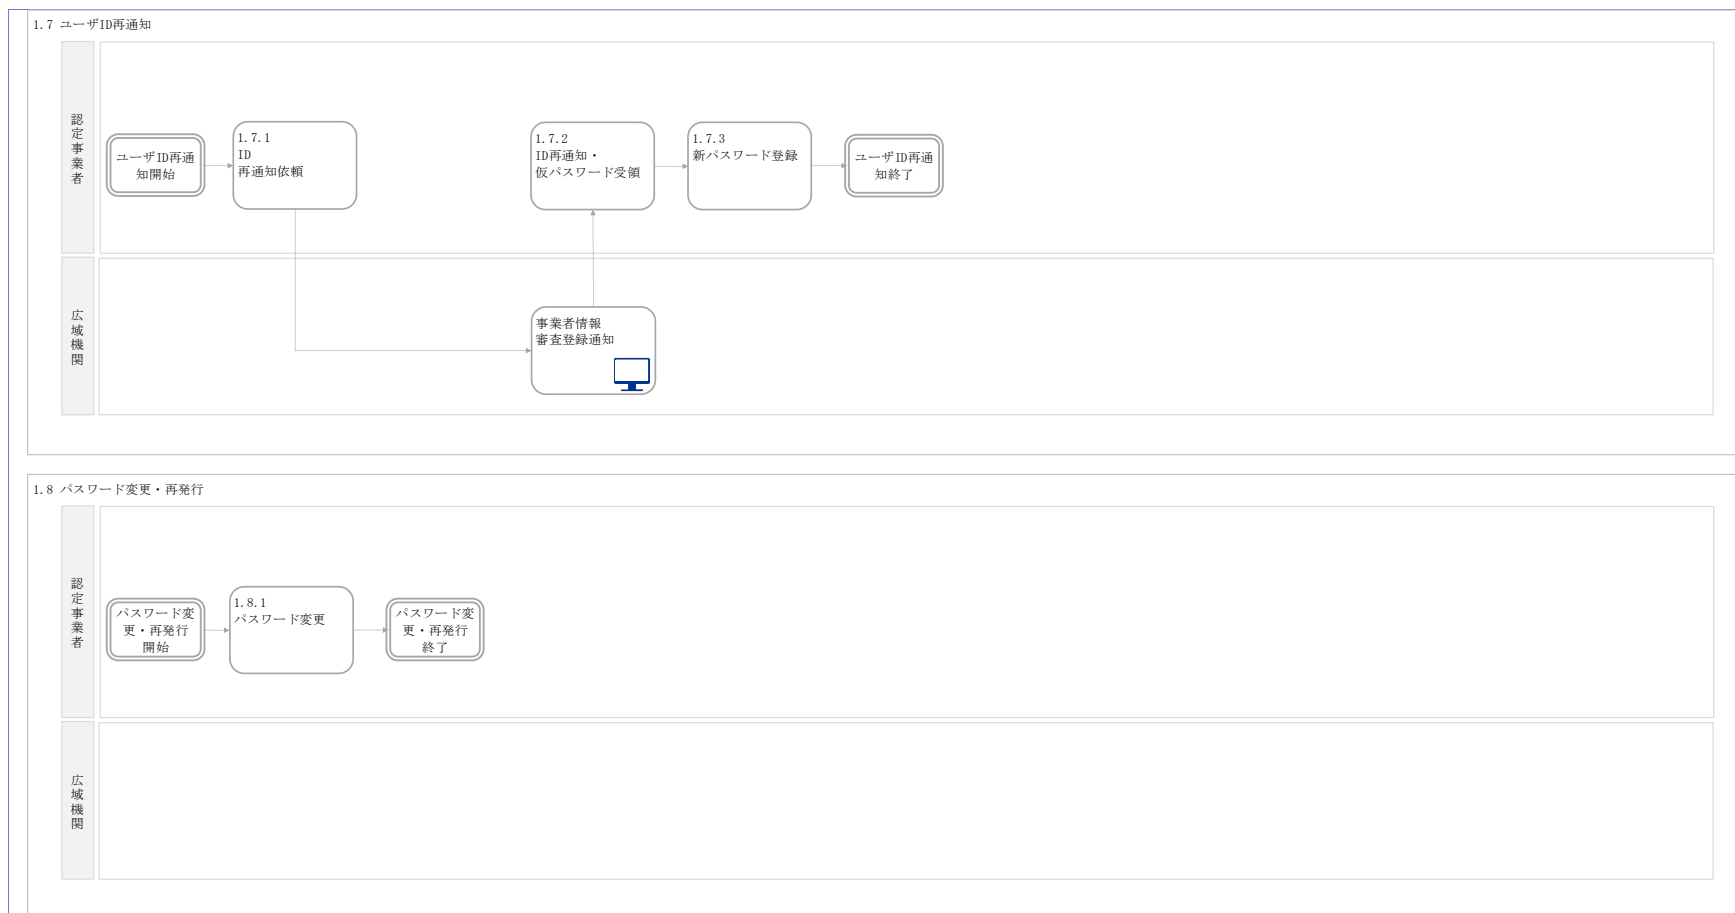 1.7 ユーザID再通知
認定事業者
ユーザID再通
知開始
1.7.1
ID
再通知依頼
1.7.2
ID再通知・
仮パスワード受領
1.7.3
新パスワード登録
ユーザID再通
知終了
広域機関
事業者情報
審査登録通知
1.8 パスワード変更・再発行
認定事業者
パスワード変
更・再発行
開始
1.8.1
パスワード変更
パスワード変
更・再発行
終了
広域機関